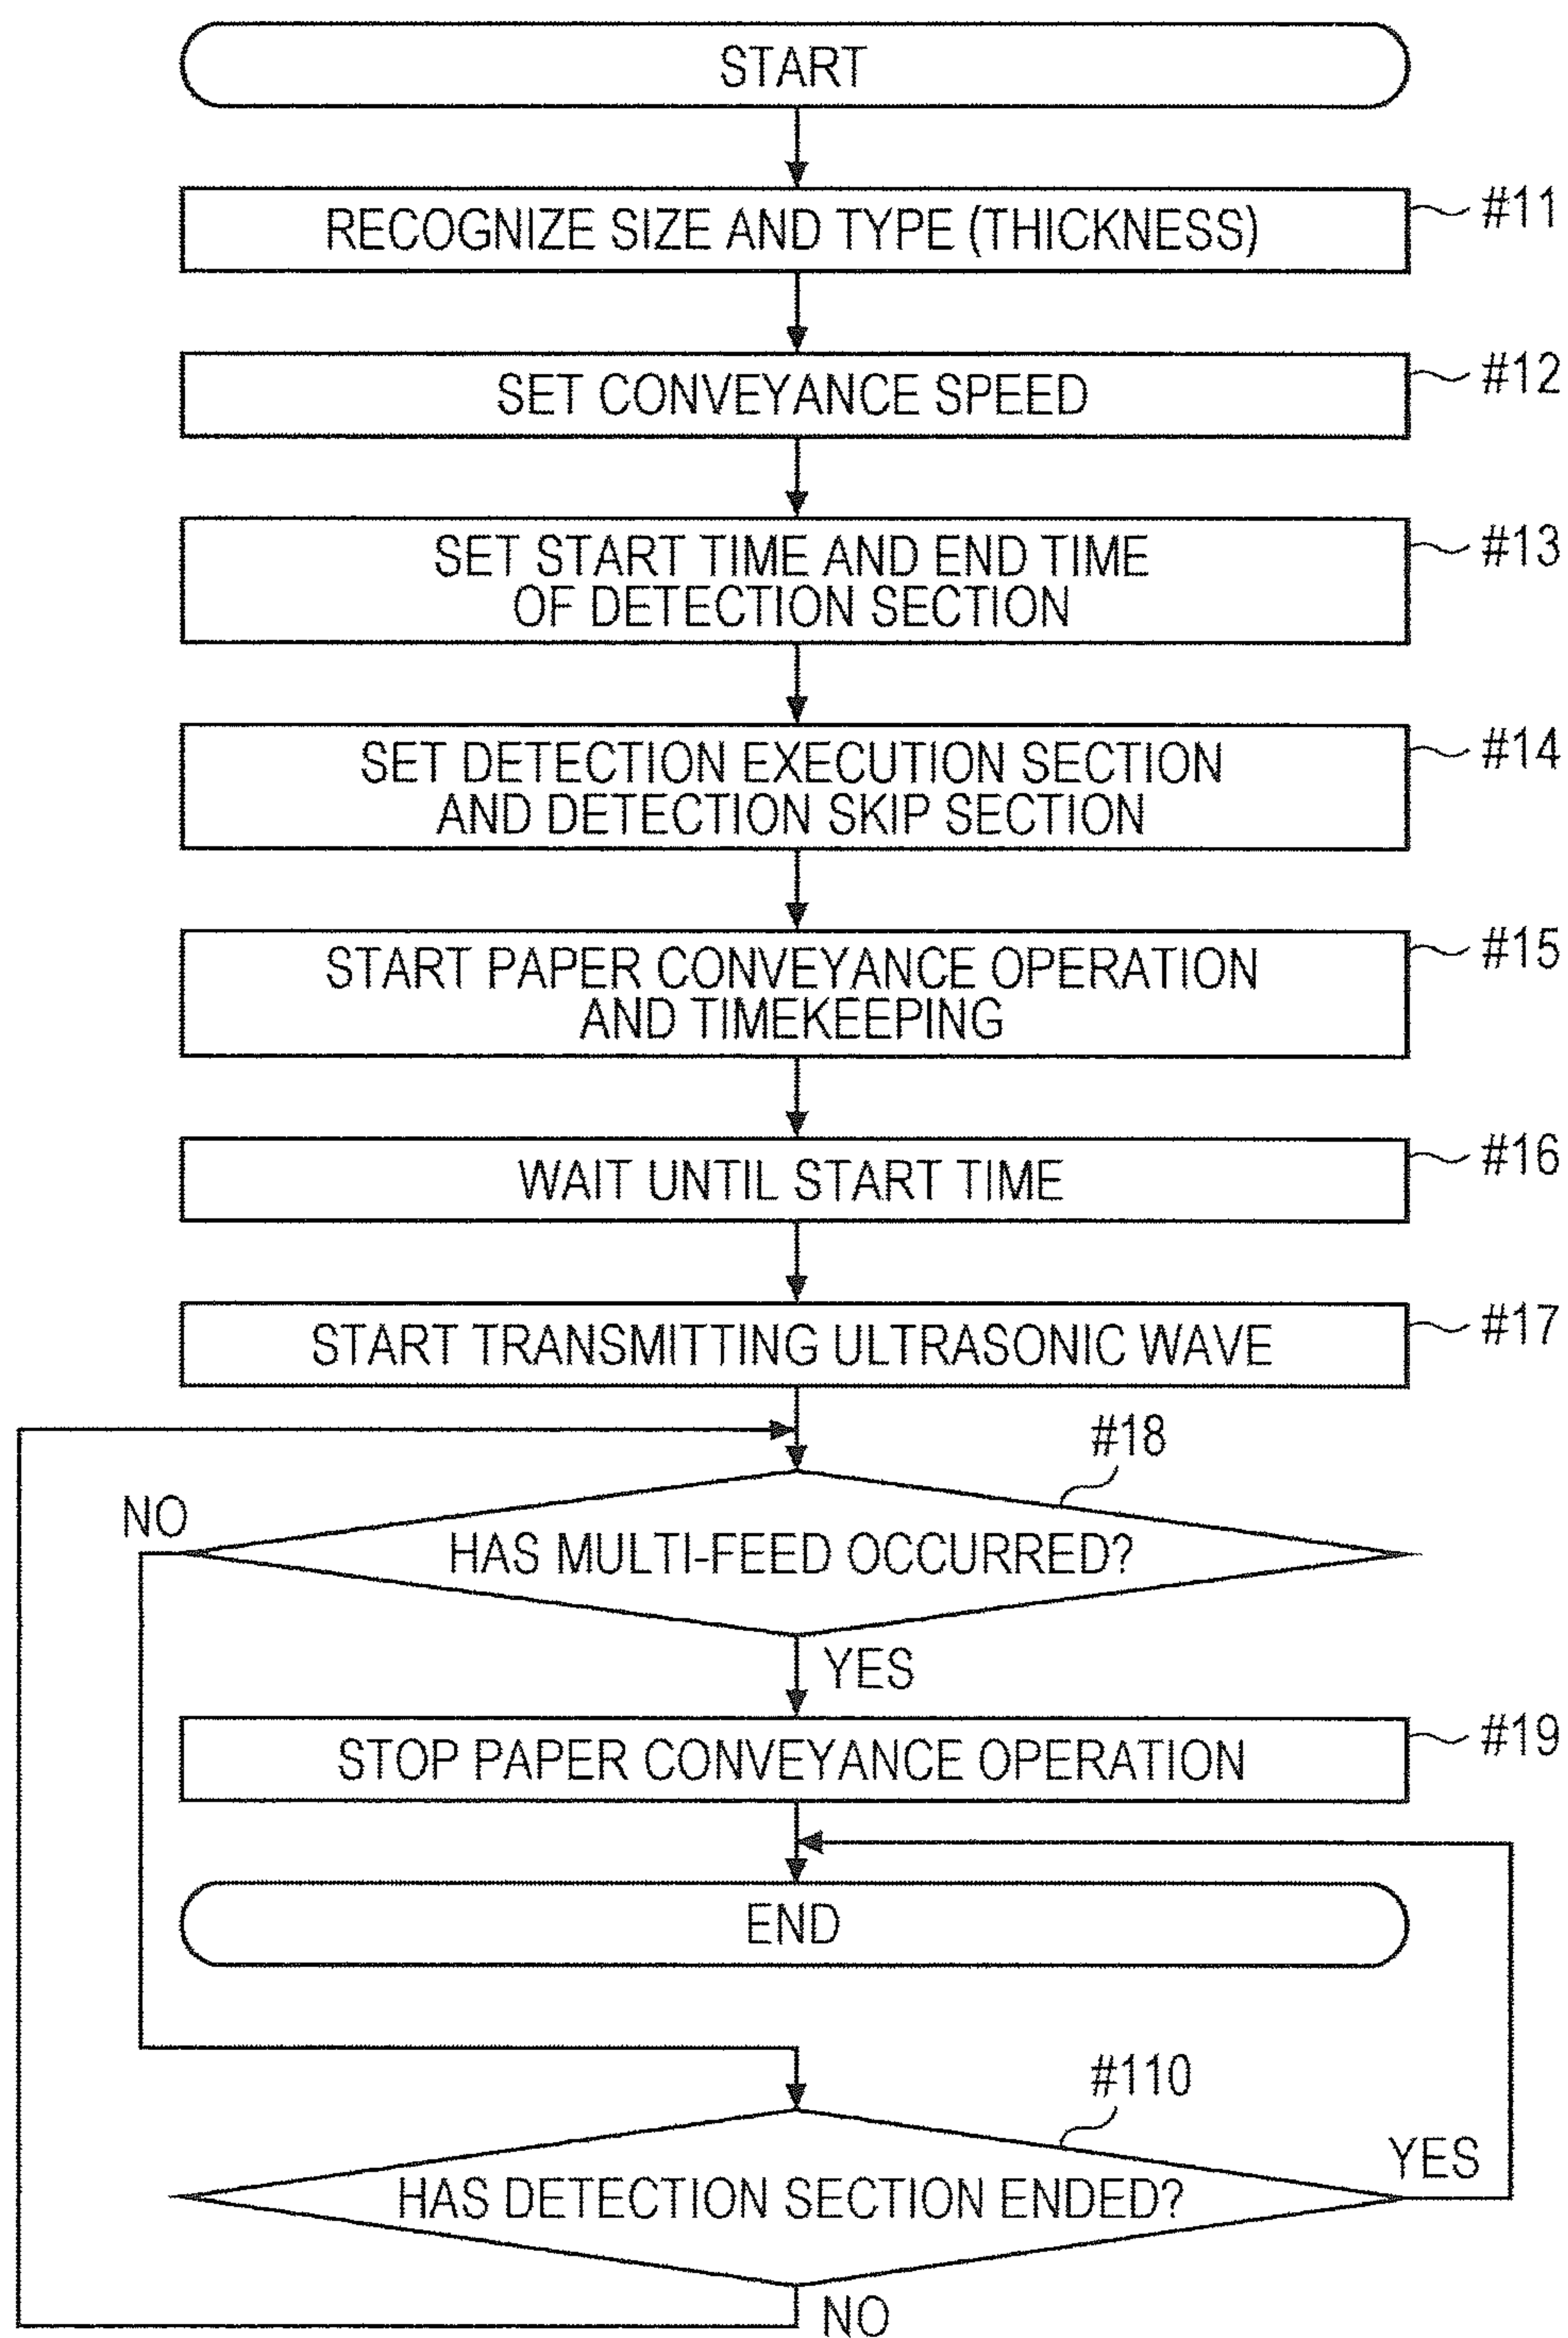 START
RECOGNIZE SIZE AND TYPE (THICKNESS)
#11
SET CONVEYANCE SPEED
#12
SET START TIME AND END TIME
OF DETECTION SECTION
#13
SET DETECTION EXECUTION SECTION
AND DETECTION SKIP SECTION
#14
START PAPER CONVEYANCE OPERATION
AND TIMEKEEPING
#15
WAIT UNTIL START TIME
#16
START TRANSMITTING ULTRASONIC WAVE
#17
#18
NO
HAS MULTI-FEED OCCURRED?
YES
STOP PAPER CONVEYANCE OPERATION
#19
END
#110
YES
HAS DETECTION SECTION ENDED?
NO